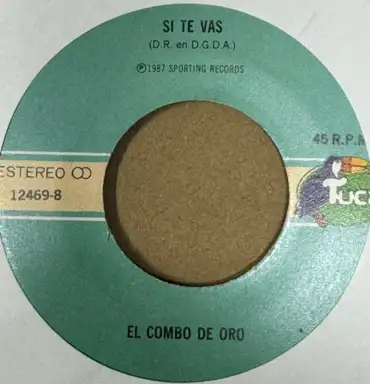 SI TE VAS
(D.R. en D.G.D.A.)
℗1987 SPORTING RECORDS
45 R.P.M
ESTEREO
12469-8
EL COMBO DE ORO